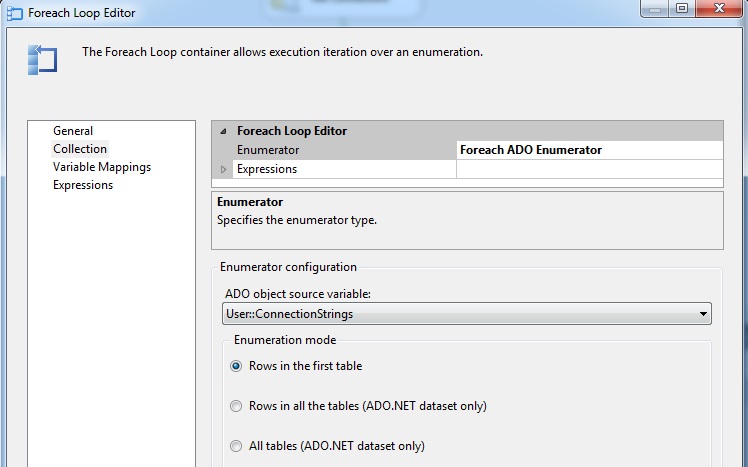 Foreach Loop Editor
The Foreach Loop container allows execution iteration over an enumeration.
General
Collection
Variable Mappings
Expressions
Foreach Loop Editor
Enumerator Foreach ADO Enumerator
Expressions
Enumerator
Specifies the enumerator type.
Enumerator configuration
ADO object source variable:
User::ConnectionStrings
Enumeration mode
Rows in the first table
Rows in all the tables (ADO.NET dataset only)
All tables (ADO.NET dataset only)